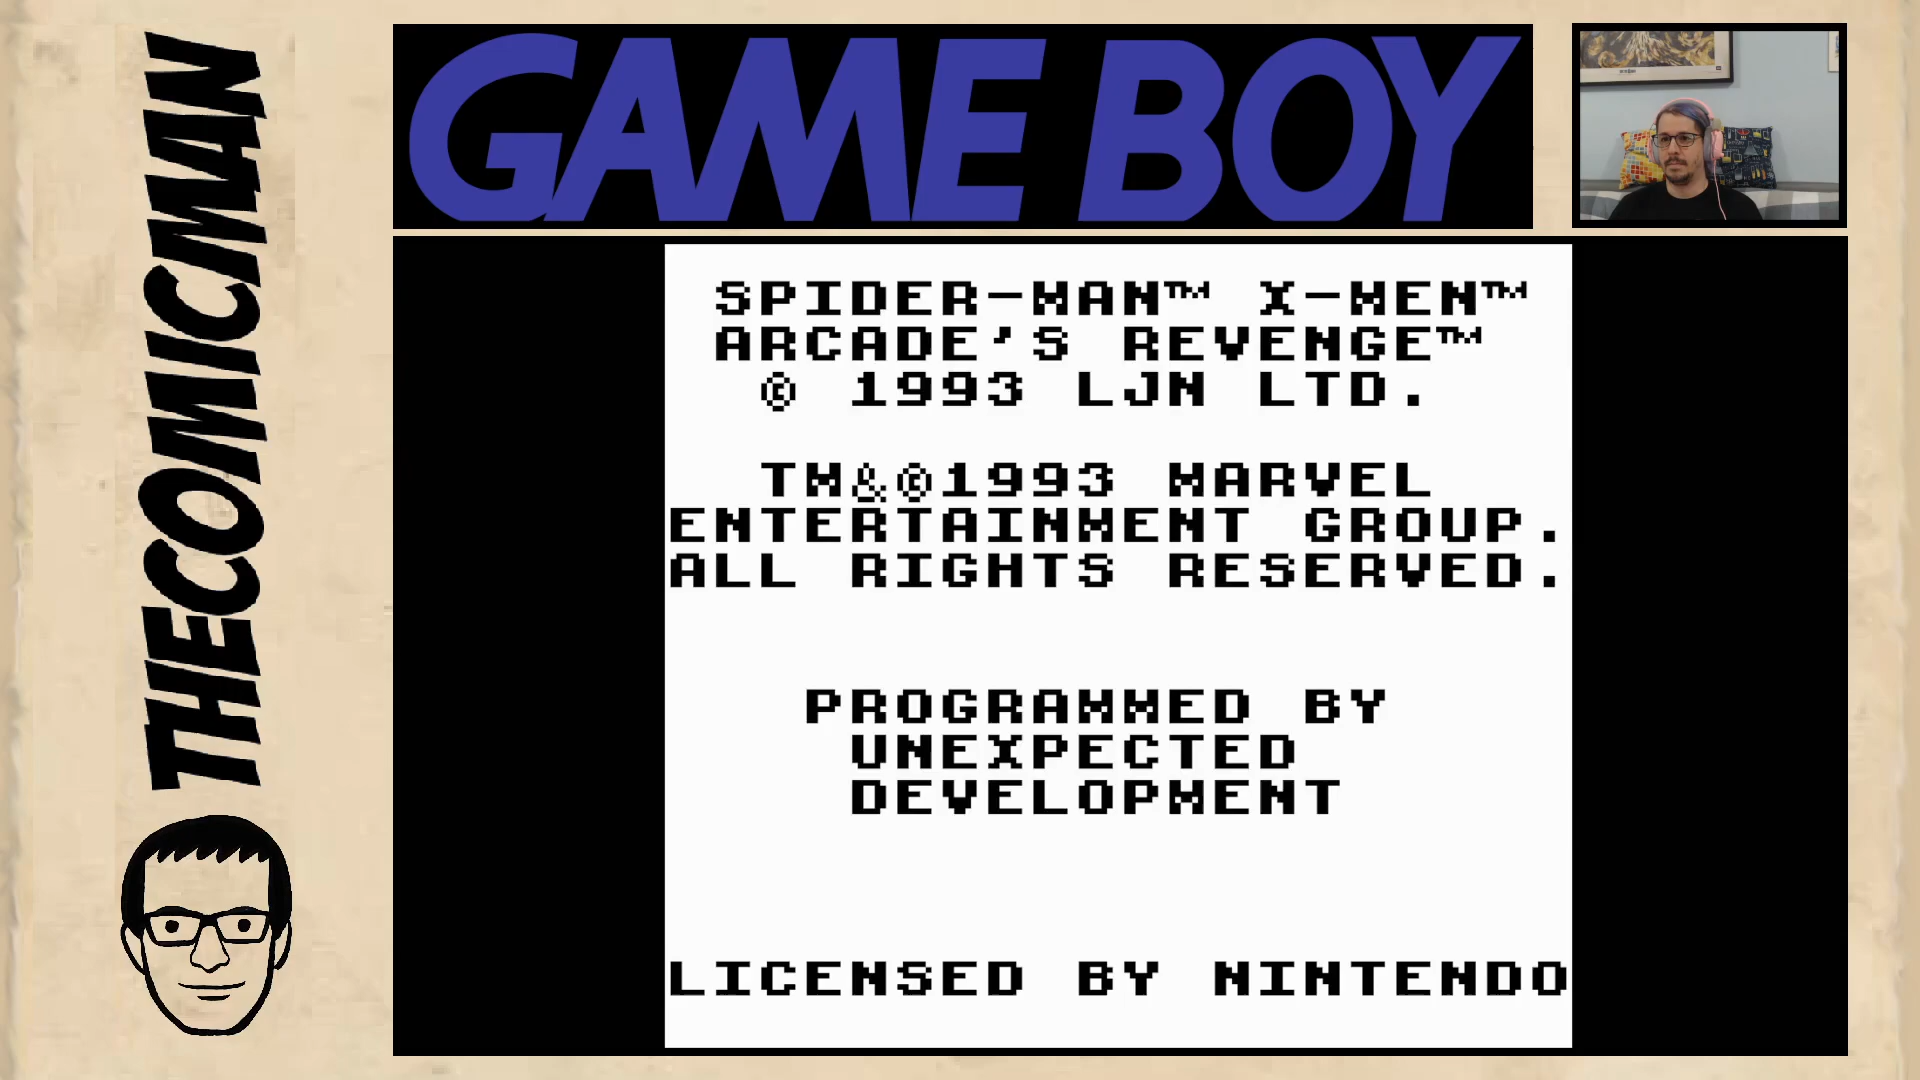 THECOMICMAN
GAME BOY
SPIDER-MAN™ X-MEN™
ARCADE'S REVENGE™
© 1993 LJN LTD.
TM&©1993 MARVEL
ENTERTAINMENT GROUP.
ALL RIGHTS RESERVED.
PROGRAMMED BY
UNEXPECTED
DEVELOPMENT
LICENSED BY NINTENDO